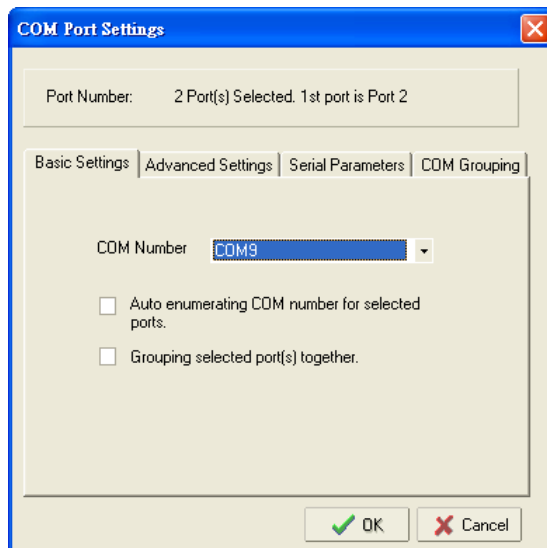 COM Port Settings
Port Number: 2 Port(s) Selected. 1st port is Port 2
Basic Settings Advanced Settings Serial Parameters COM Grouping
COM Number COM9
Auto enumerating COM number for selected
ports.
Grouping selected port(s) together.
OK Cancel